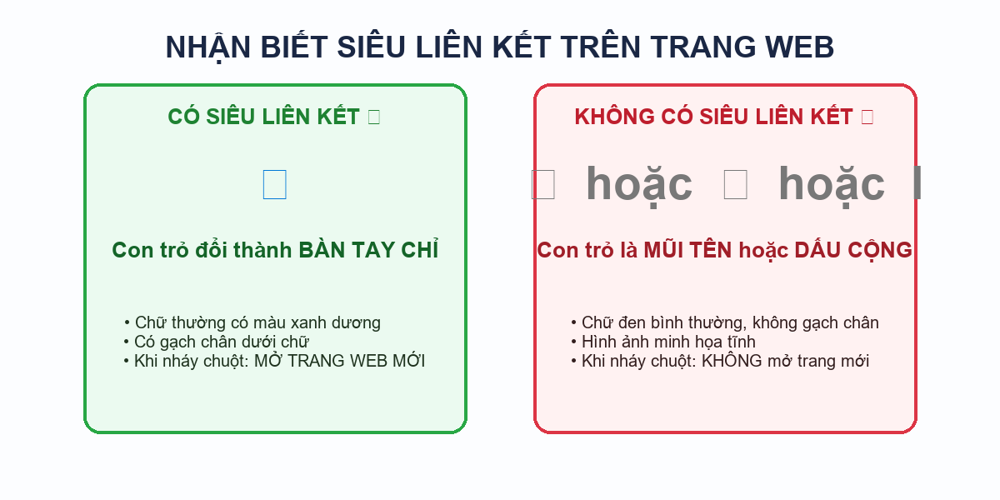 NHẬN BIẾT SIÊU LIÊN KẾT TRÊN TRANG WEB
CÓ SIÊU LIÊN KẾT
Con trỏ đổi thành BÀN TAY CHỈ
• Chữ thường có màu xanh dương
• Có gạch chân dưới chữ
• Khi nháy chuột: MỞ TRANG WEB MỚI
KHÔNG CÓ SIÊU LIÊN KẾT
hoặc hoặc I
Con trỏ là MŨI TÊN hoặc DẤU CỘNG
• Chữ đen bình thường, không gạch chân
• Hình ảnh minh họa tĩnh
• Khi nháy chuột: KHÔNG mở trang mới